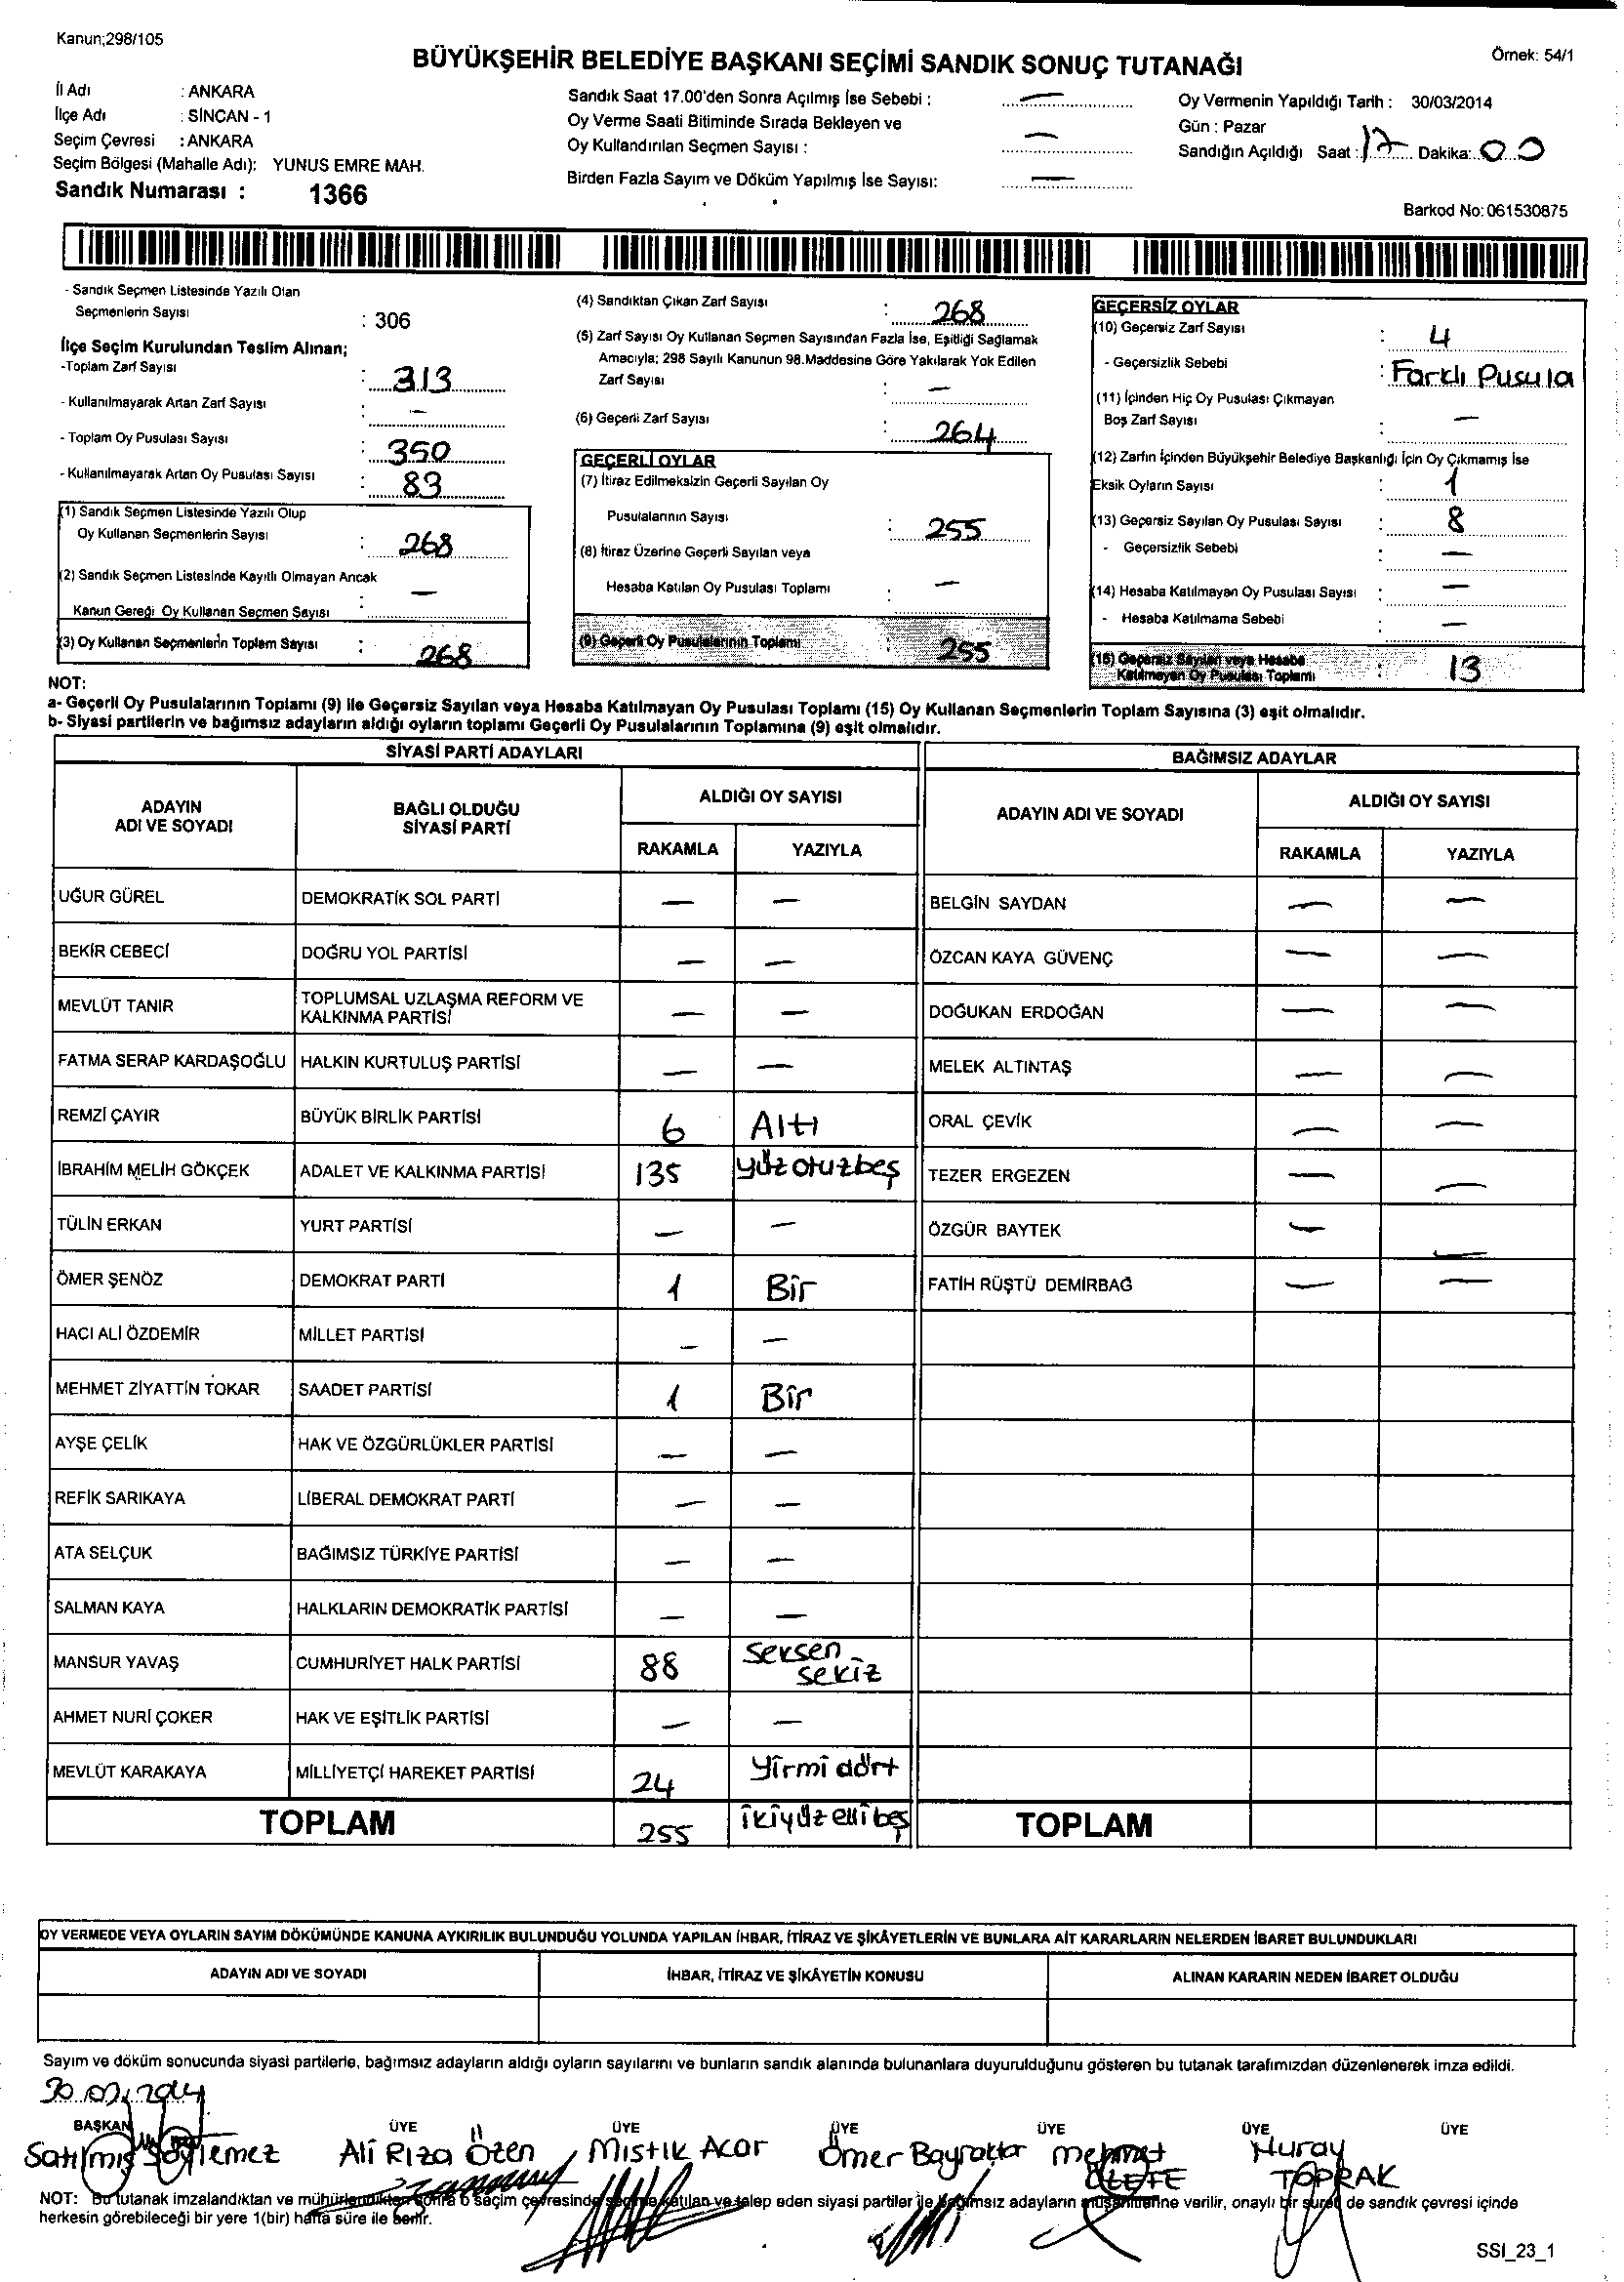 Kanun;298/105
BÜYÜKŞEHİR BELEDİYE BAŞKANI SEÇİMİ SANDIK SONUÇ TUTANAĞI
Örnek: 54/1
İl Adı : ANKARA
İlçe Adı : SİNCAN - 1
Seçim Çevresi : ANKARA
Seçim Bölgesi (Mahalle Adı): YUNUS EMRE MAH.
Sandık Numarası : 1366
Sandık Saat 17.00'den Sonra Açılmış İse Sebebi : —
Oy Verme Saati Bitiminde Sırada Bekleyen ve
Oy Kullandırılan Seçmen Sayısı : —
Birden Fazla Sayım ve Döküm Yapılmış İse Sayısı: —
Oy Vermenin Yapıldığı Tarih : 30/03/2014
Gün : Pazar
Sandığın Açıldığı Saat : 17 Dakika: 00
Barkod No: 061530875
- Sandık Seçmen Listesinde Yazılı Olan
Seçmenlerin Sayısı : 306
İlçe Seçim Kurulundan Teslim Alınan;
-Toplam Zarf Sayısı : 313
- Kullanılmayarak Artan Zarf Sayısı : —
- Toplam Oy Pusulası Sayısı : 350
- Kullanılmayarak Artan Oy Pusulası Sayısı : 83
(1) Sandık Seçmen Listesinde Yazılı Olup
Oy Kullanan Seçmenlerin Sayısı : 268
(2) Sandık Seçmen Listesinde Kayıtlı Olmayan Ancak
Kanun Gereği Oy Kullanan Seçmen Sayısı : —
(3) Oy Kullanan Seçmenlerin Toplam Sayısı : 268
(4) Sandıktan Çıkan Zarf Sayısı : 268
(5) Zarf Sayısı Oy Kullanan Seçmen Sayısından Fazla İse, Eşitliği Sağlamak
Amacıyla; 298 Sayılı Kanunun 98.Maddesine Göre Yakılarak Yok Edilen
Zarf Sayısı : —
(6) Geçerli Zarf Sayısı : 264
GEÇERLİ OYLAR
(7) İtiraz Edilmeksizin Geçerli Sayılan Oy
Pusulalarının Sayısı : 255
(8) İtiraz Üzerine Geçerli Sayılan veya
Hesaba Katılan Oy Pusulası Toplamı : —
(9) Geçerli Oy Pusulalarının Toplamı : 255
GEÇERSİZ OYLAR
(10) Geçersiz Zarf Sayısı : 4
- Geçersizlik Sebebi : Farklı Pusula
(11) İçinden Hiç Oy Pusulası Çıkmayan
Boş Zarf Sayısı : —
(12) Zarfın İçinden Büyükşehir Belediye Başkanlığı İçin Oy Çıkmamış İse
Eksik Oyların Sayısı : 1
(13) Geçersiz Sayılan Oy Pusulası Sayısı : 8
- Geçersizlik Sebebi : —
(14) Hesaba Katılmayan Oy Pusulası Sayısı : —
- Hesaba Katılmama Sebebi : —
(15) Geçersiz Sayılan veya Hesaba
Katılmayan Oy Pusulası Toplamı : 13
NOT:
a- Geçerli Oy Pusulalarının Toplamı (9) ile Geçersiz Sayılan veya Hesaba Katılmayan Oy Pusulası Toplamı (15) Oy Kullanan Seçmenlerin Toplam Sayısına (3) eşit olmalıdır.
b- Siyasi partilerin ve bağımsız adayların aldığı oyların toplamı Geçerli Oy Pusulalarının Toplamına (9) eşit olmalıdır.
SİYASİ PARTİ ADAYLARI BAĞIMSIZ ADAYLAR
ADAYIN ADI VE SOYADI BAĞLI OLDUĞU SİYASİ PARTİ ALDIĞI OY SAYISI ADAYIN ADI VE SOYADI ALDIĞI OY SAYISI
RAKAMLA YAZIYLA RAKAMLA YAZIYLA
UĞUR GÜREL DEMOKRATİK SOL PARTİ — — BELGİN SAYDAN — —
BEKİR CEBECİ DOĞRU YOL PARTİSİ — — ÖZCAN KAYA GÜVENÇ — —
MEVLÜT TANIR TOPLUMSAL UZLAŞMA REFORM VE KALKINMA PARTİSİ — — DOĞUKAN ERDOĞAN — —
FATMA SERAP KARDAŞOĞLU HALKIN KURTULUŞ PARTİSİ — — MELEK ALTINTAŞ — —
REMZİ ÇAYIR BÜYÜK BİRLİK PARTİSİ 6 Altı ORAL ÇEVİK — —
İBRAHİM MELİH GÖKÇEK ADALET VE KALKINMA PARTİSİ 135 yüzotuzbeş TEZER ERGEZEN — —
TÜLİN ERKAN YURT PARTİSİ — — ÖZGÜR BAYTEK — —
ÖMER ŞENÖZ DEMOKRAT PARTİ 1 Bir FATİH RÜŞTÜ DEMİRBAĞ — —
HACI ALİ ÖZDEMİR MİLLET PARTİSİ — —
MEHMET ZİYATTİN TOKAR SAADET PARTİSİ 1 Bir
AYŞE ÇELİK HAK VE ÖZGÜRLÜKLER PARTİSİ — —
REFİK SARIKAYA LİBERAL DEMOKRAT PARTİ — —
ATA SELÇUK BAĞIMSIZ TÜRKİYE PARTİSİ — —
SALMAN KAYA HALKLARIN DEMOKRATİK PARTİSİ — —
MANSUR YAVAŞ CUMHURİYET HALK PARTİSİ 88 seksen sekiz
AHMET NURİ ÇOKER HAK VE EŞİTLİK PARTİSİ — —
MEVLÜT KARAKAYA MİLLİYETÇİ HAREKET PARTİSİ 24 Yirmi dört
TOPLAM 255 ikiyüzellibeş TOPLAM
OY VERMEDE VEYA OYLARIN SAYIM DÖKÜMÜNDE KANUNA AYKIRILIK BULUNDUĞU YOLUNDA YAPILAN İHBAR, İTİRAZ VE ŞİKÂYETLERİN VE BUNLARA AİT KARARLARIN NELERDEN İBARET BULUNDUKLARI
ADAYIN ADI VE SOYADI İHBAR, İTİRAZ VE ŞİKÂYETİN KONUSU ALINAN KARARIN NEDEN İBARET OLDUĞU
Sayım ve döküm sonucunda siyasi partilerle, bağımsız adayların aldığı oyların sayılarını ve bunların sandık alanında bulunanlara duyurulduğunu gösteren bu tutanak tarafımızdan düzenlenerek imza edildi.
30.03.2014
BAŞKAN ÜYE ÜYE ÜYE ÜYE ÜYE ÜYE
Satılmış Söylemez Ali Rıza Özen Mıstık Acar Ömer Bayraktar Mehmet Nuray TOPRAK
NOT: Bu tutanak imzalandıktan ve mühürlendikten sonra o seçim çevresinde seçime katılan ve talep eden siyasi partiler ile bağımsız adayların müşahitlerine verilir, onaylı bir sureti de sandık çevresi içinde
herkesin görebileceği bir yere 1(bir) hafta süre ile asılır.
SSI_23_1